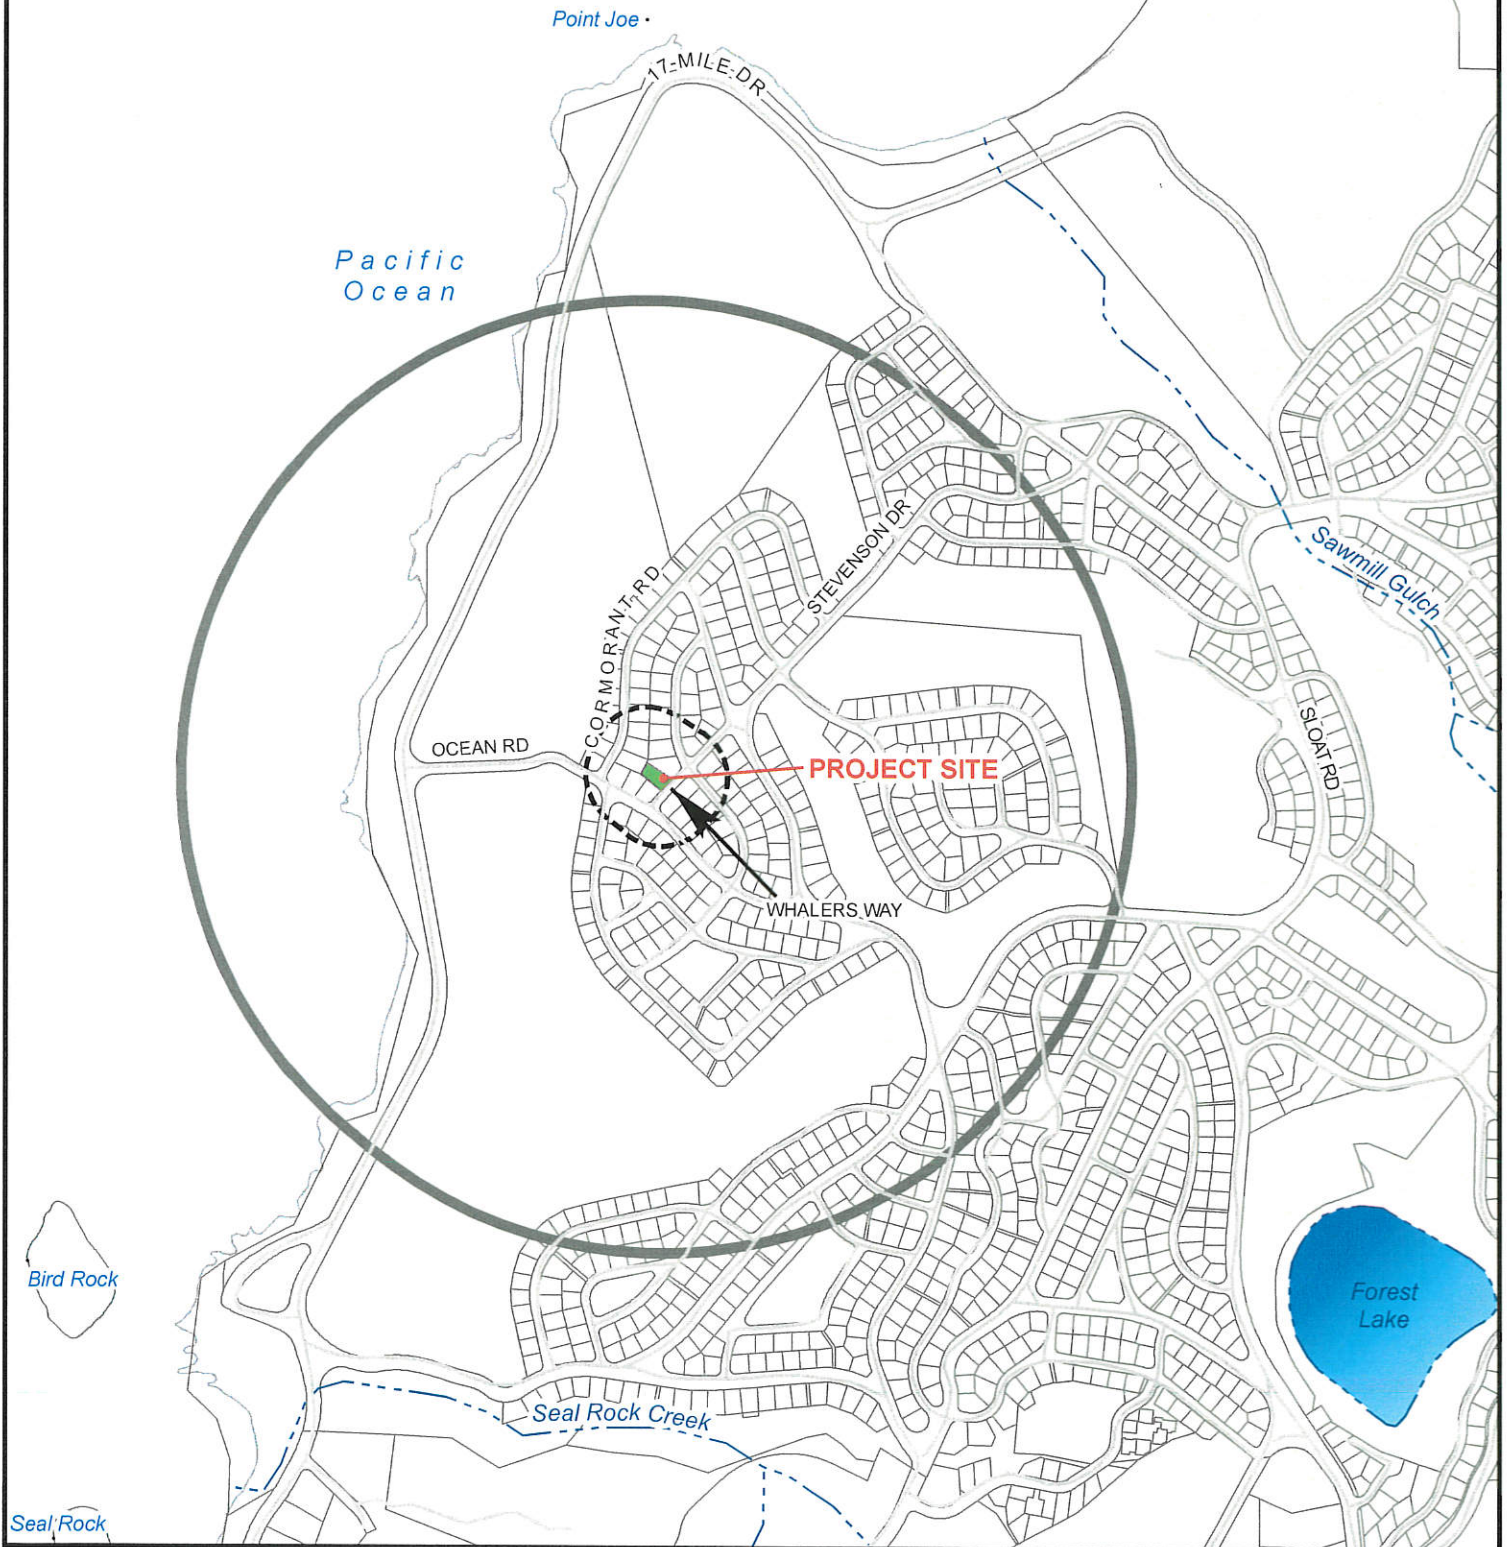 Point Joe
17-MILE DR
Pacific
Ocean
STEVENSON DR
Sawmill Gulch
CORMORANT RD
SLOAT RD
OCEAN RD
PROJECT SITE
WHALERS WAY
Bird Rock
Forest
Lake
Seal Rock Creek
Seal Rock